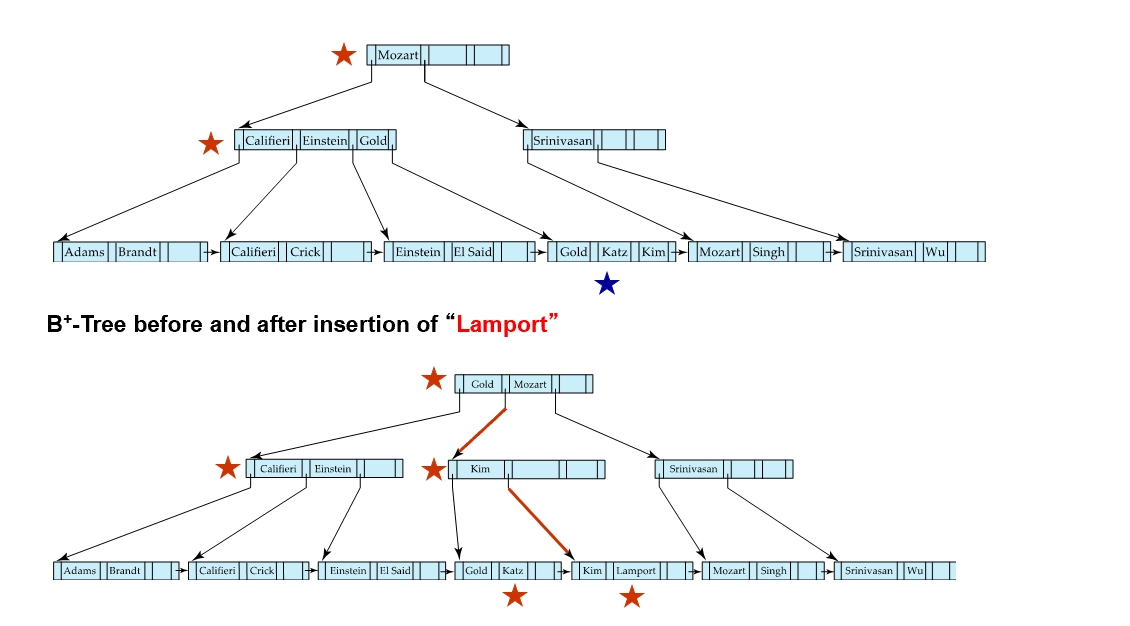 Mozart
Califieri Einstein Gold Srinivasan
Adams Brandt Califieri Crick Einstein El Said Gold Katz Kim Mozart Singh Srinivasan Wu
B+-Tree before and after insertion of “Lamport”
Gold Mozart
Califieri Einstein Kim Srinivasan
Adams Brandt Califieri Crick Einstein El Said Gold Katz Kim Lamport Mozart Singh Srinivasan Wu